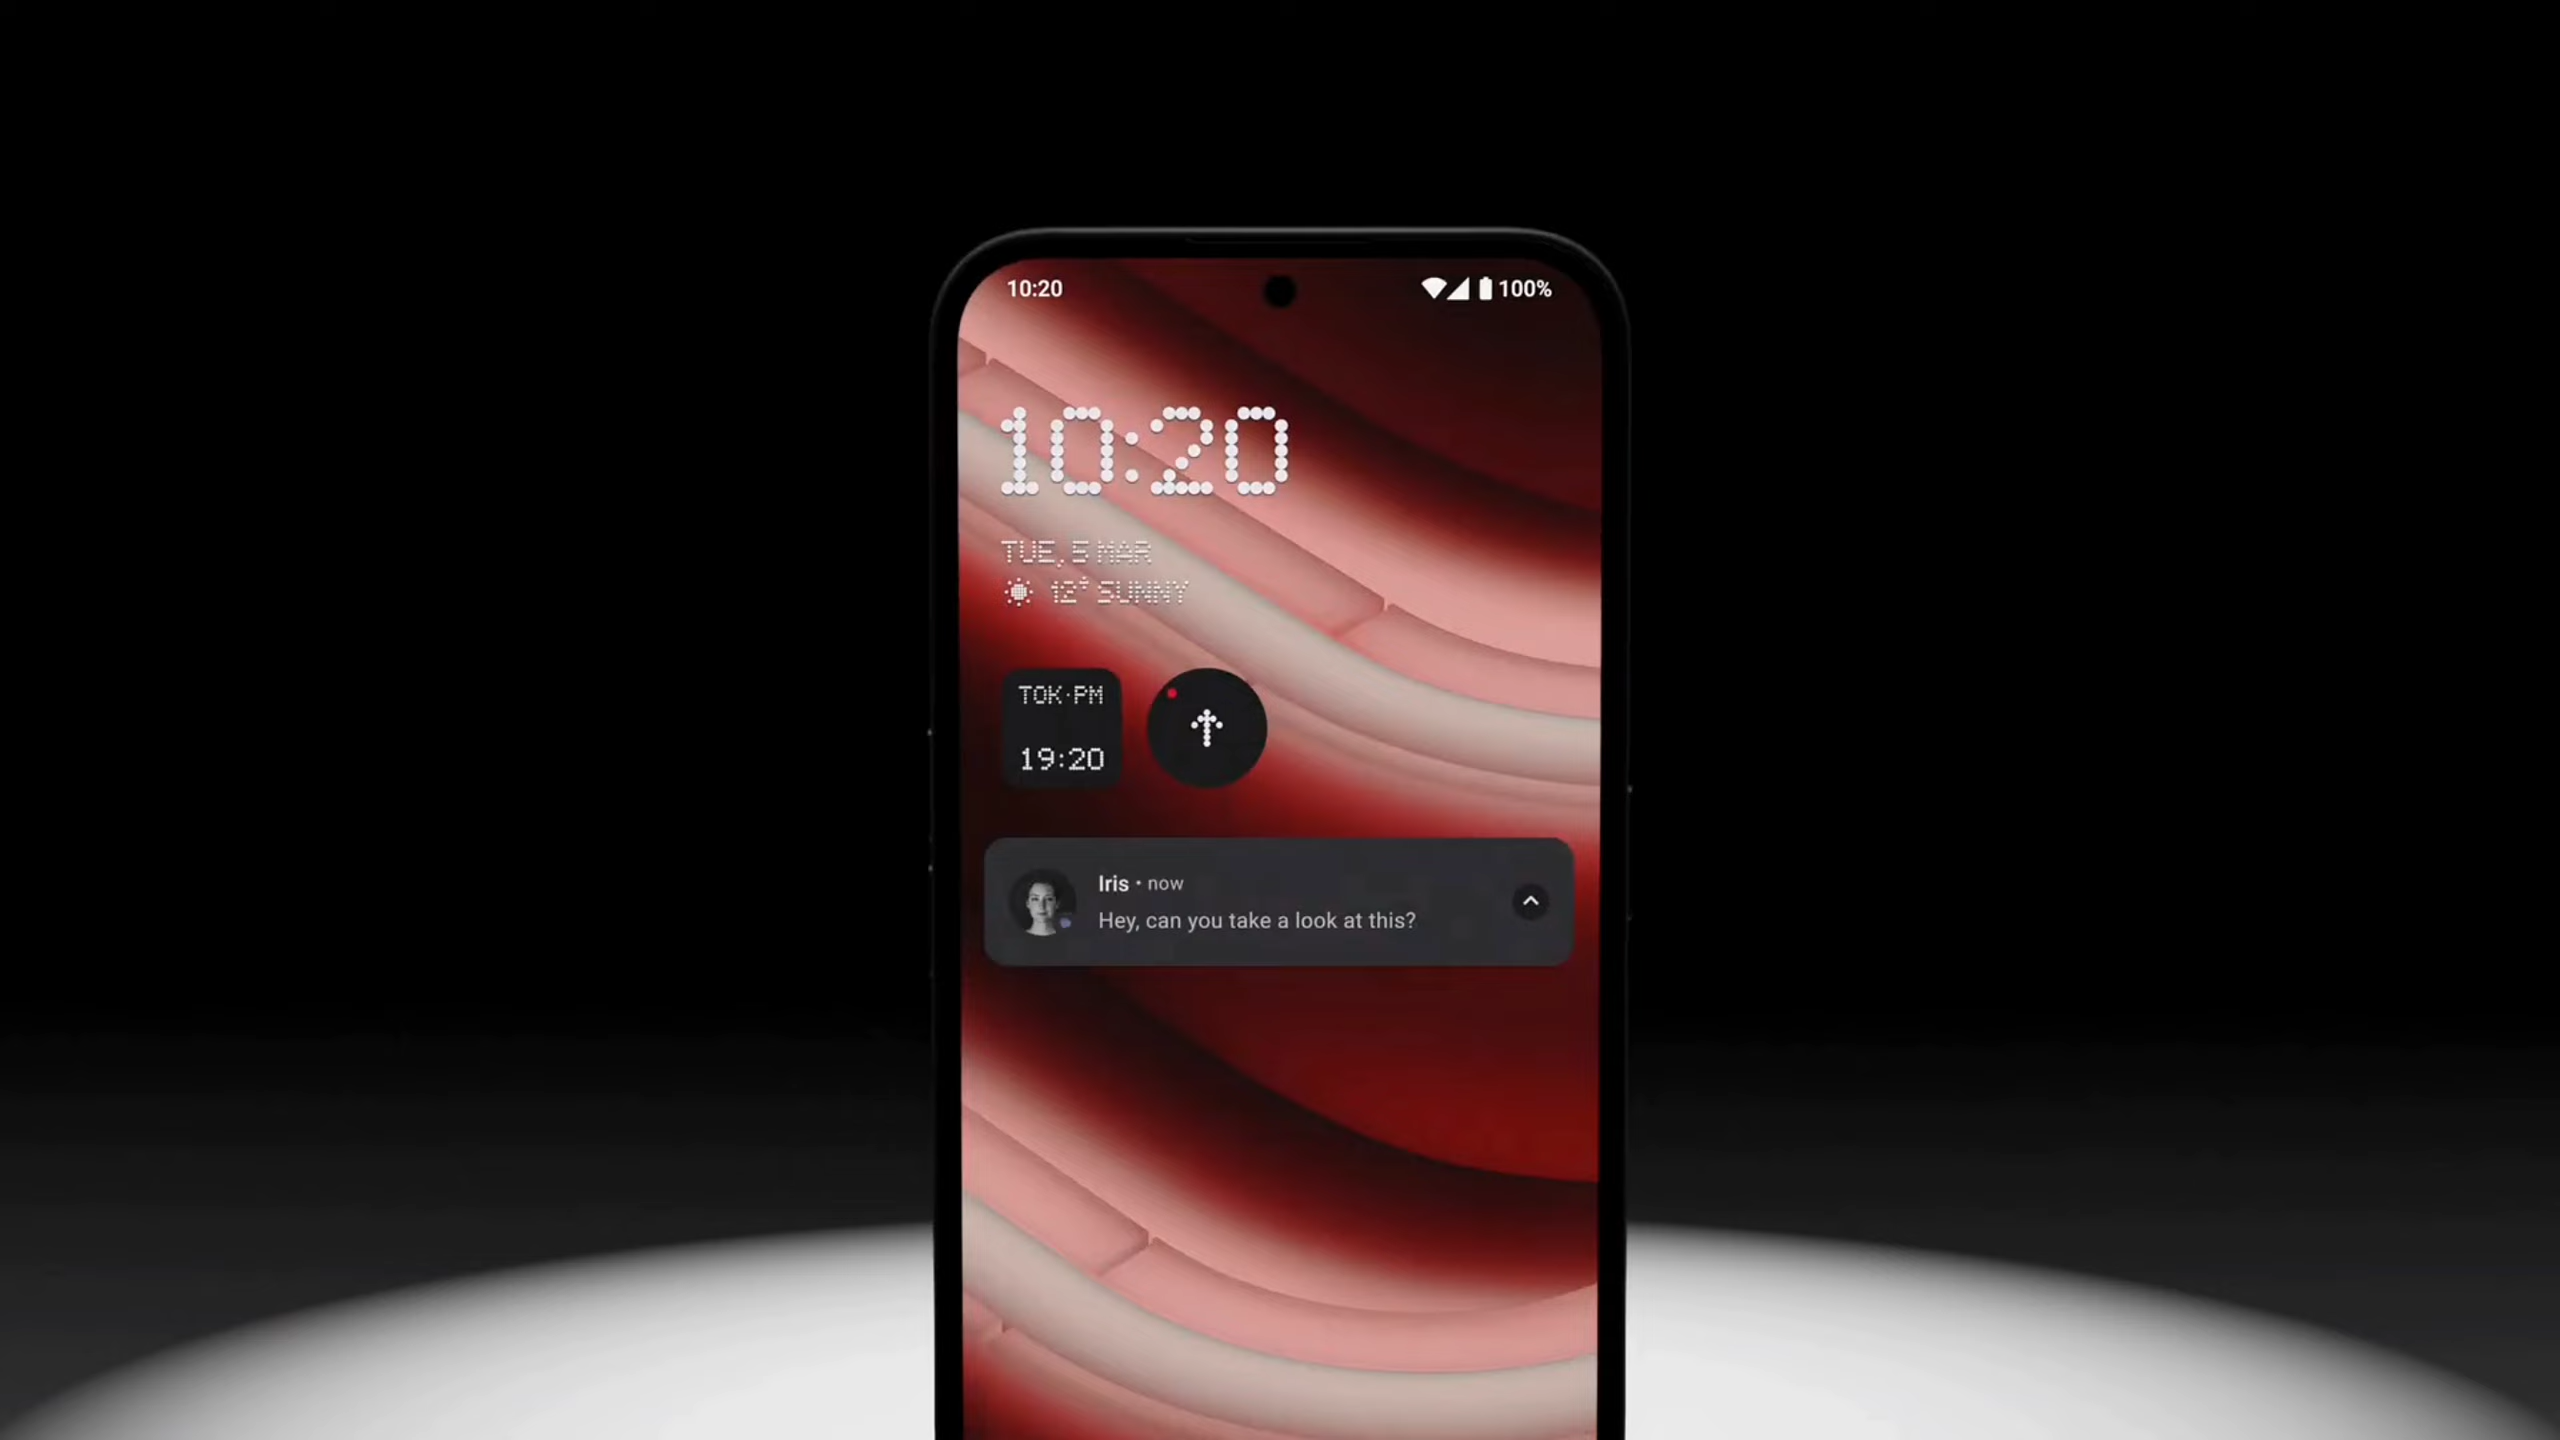 10:20
100%
10:20
TUE, 5 MAR
12° SUNNY
TOK·PM
19:20
Iris · now
Hey, can you take a look at this?